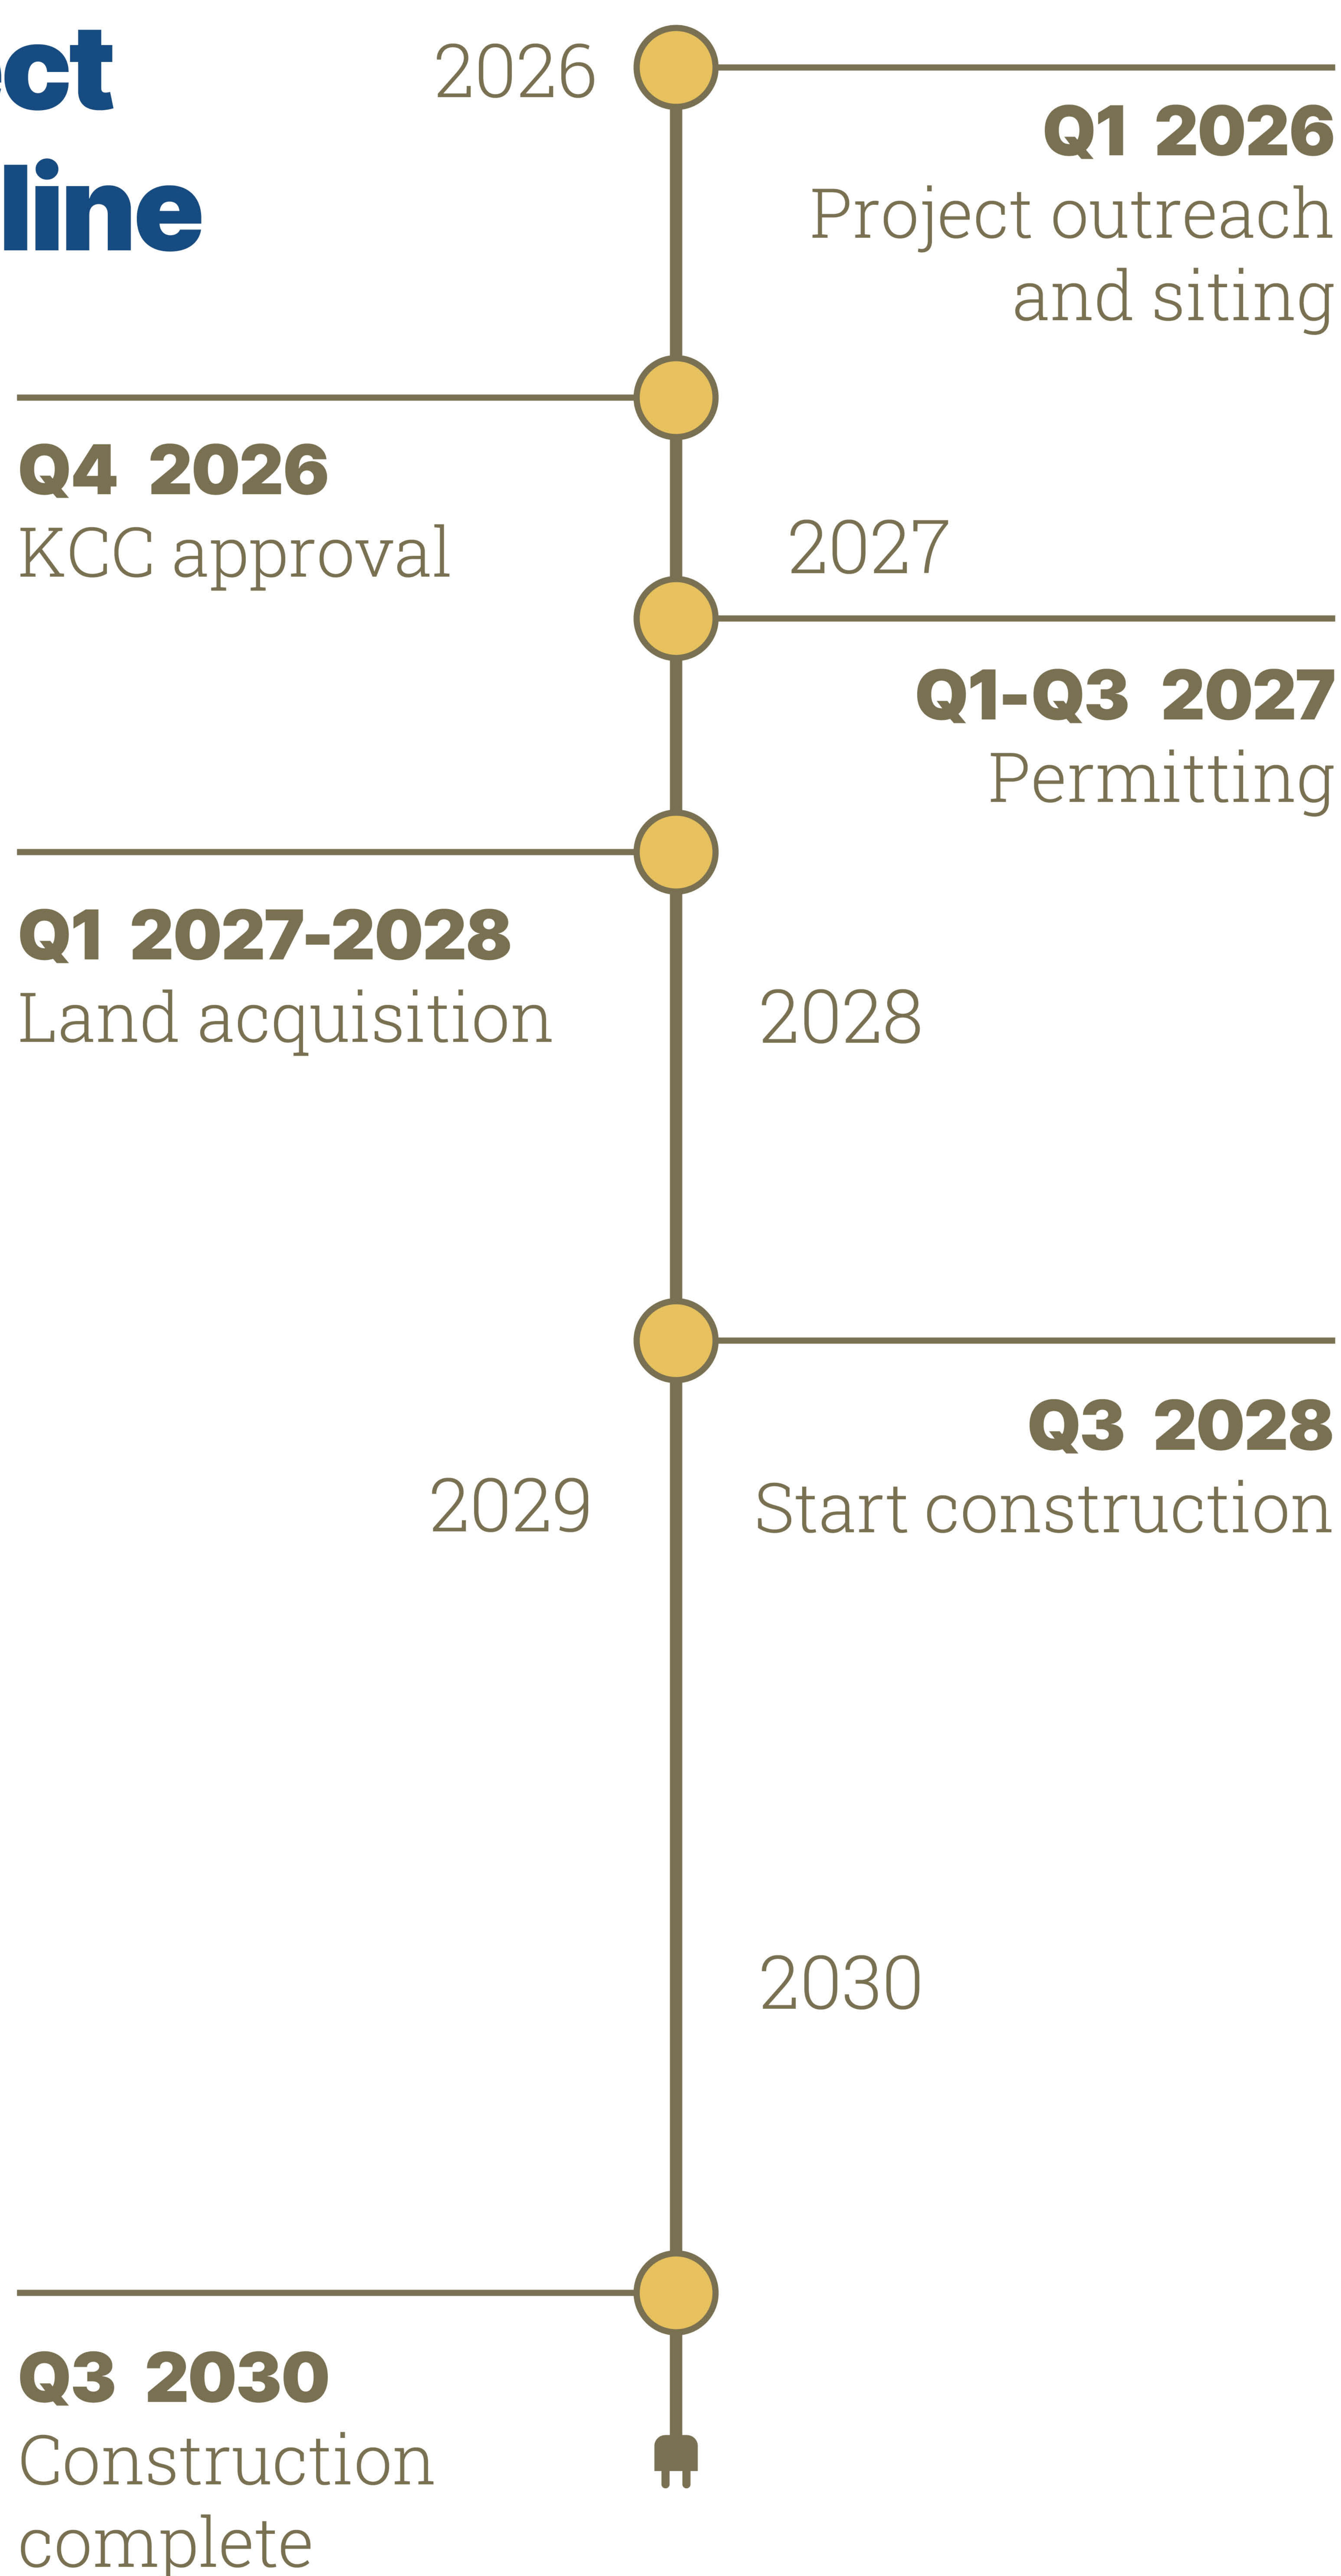 ct
line
2026
Q1 2026
Project outreach
and siting
Q4 2026
KCC approval
2027
Q1-Q3 2027
Permitting
Q1 2027-2028
Land acquisition
2028
Q3 2028
Start construction
2029
2030
Q3 2030
Construction
complete